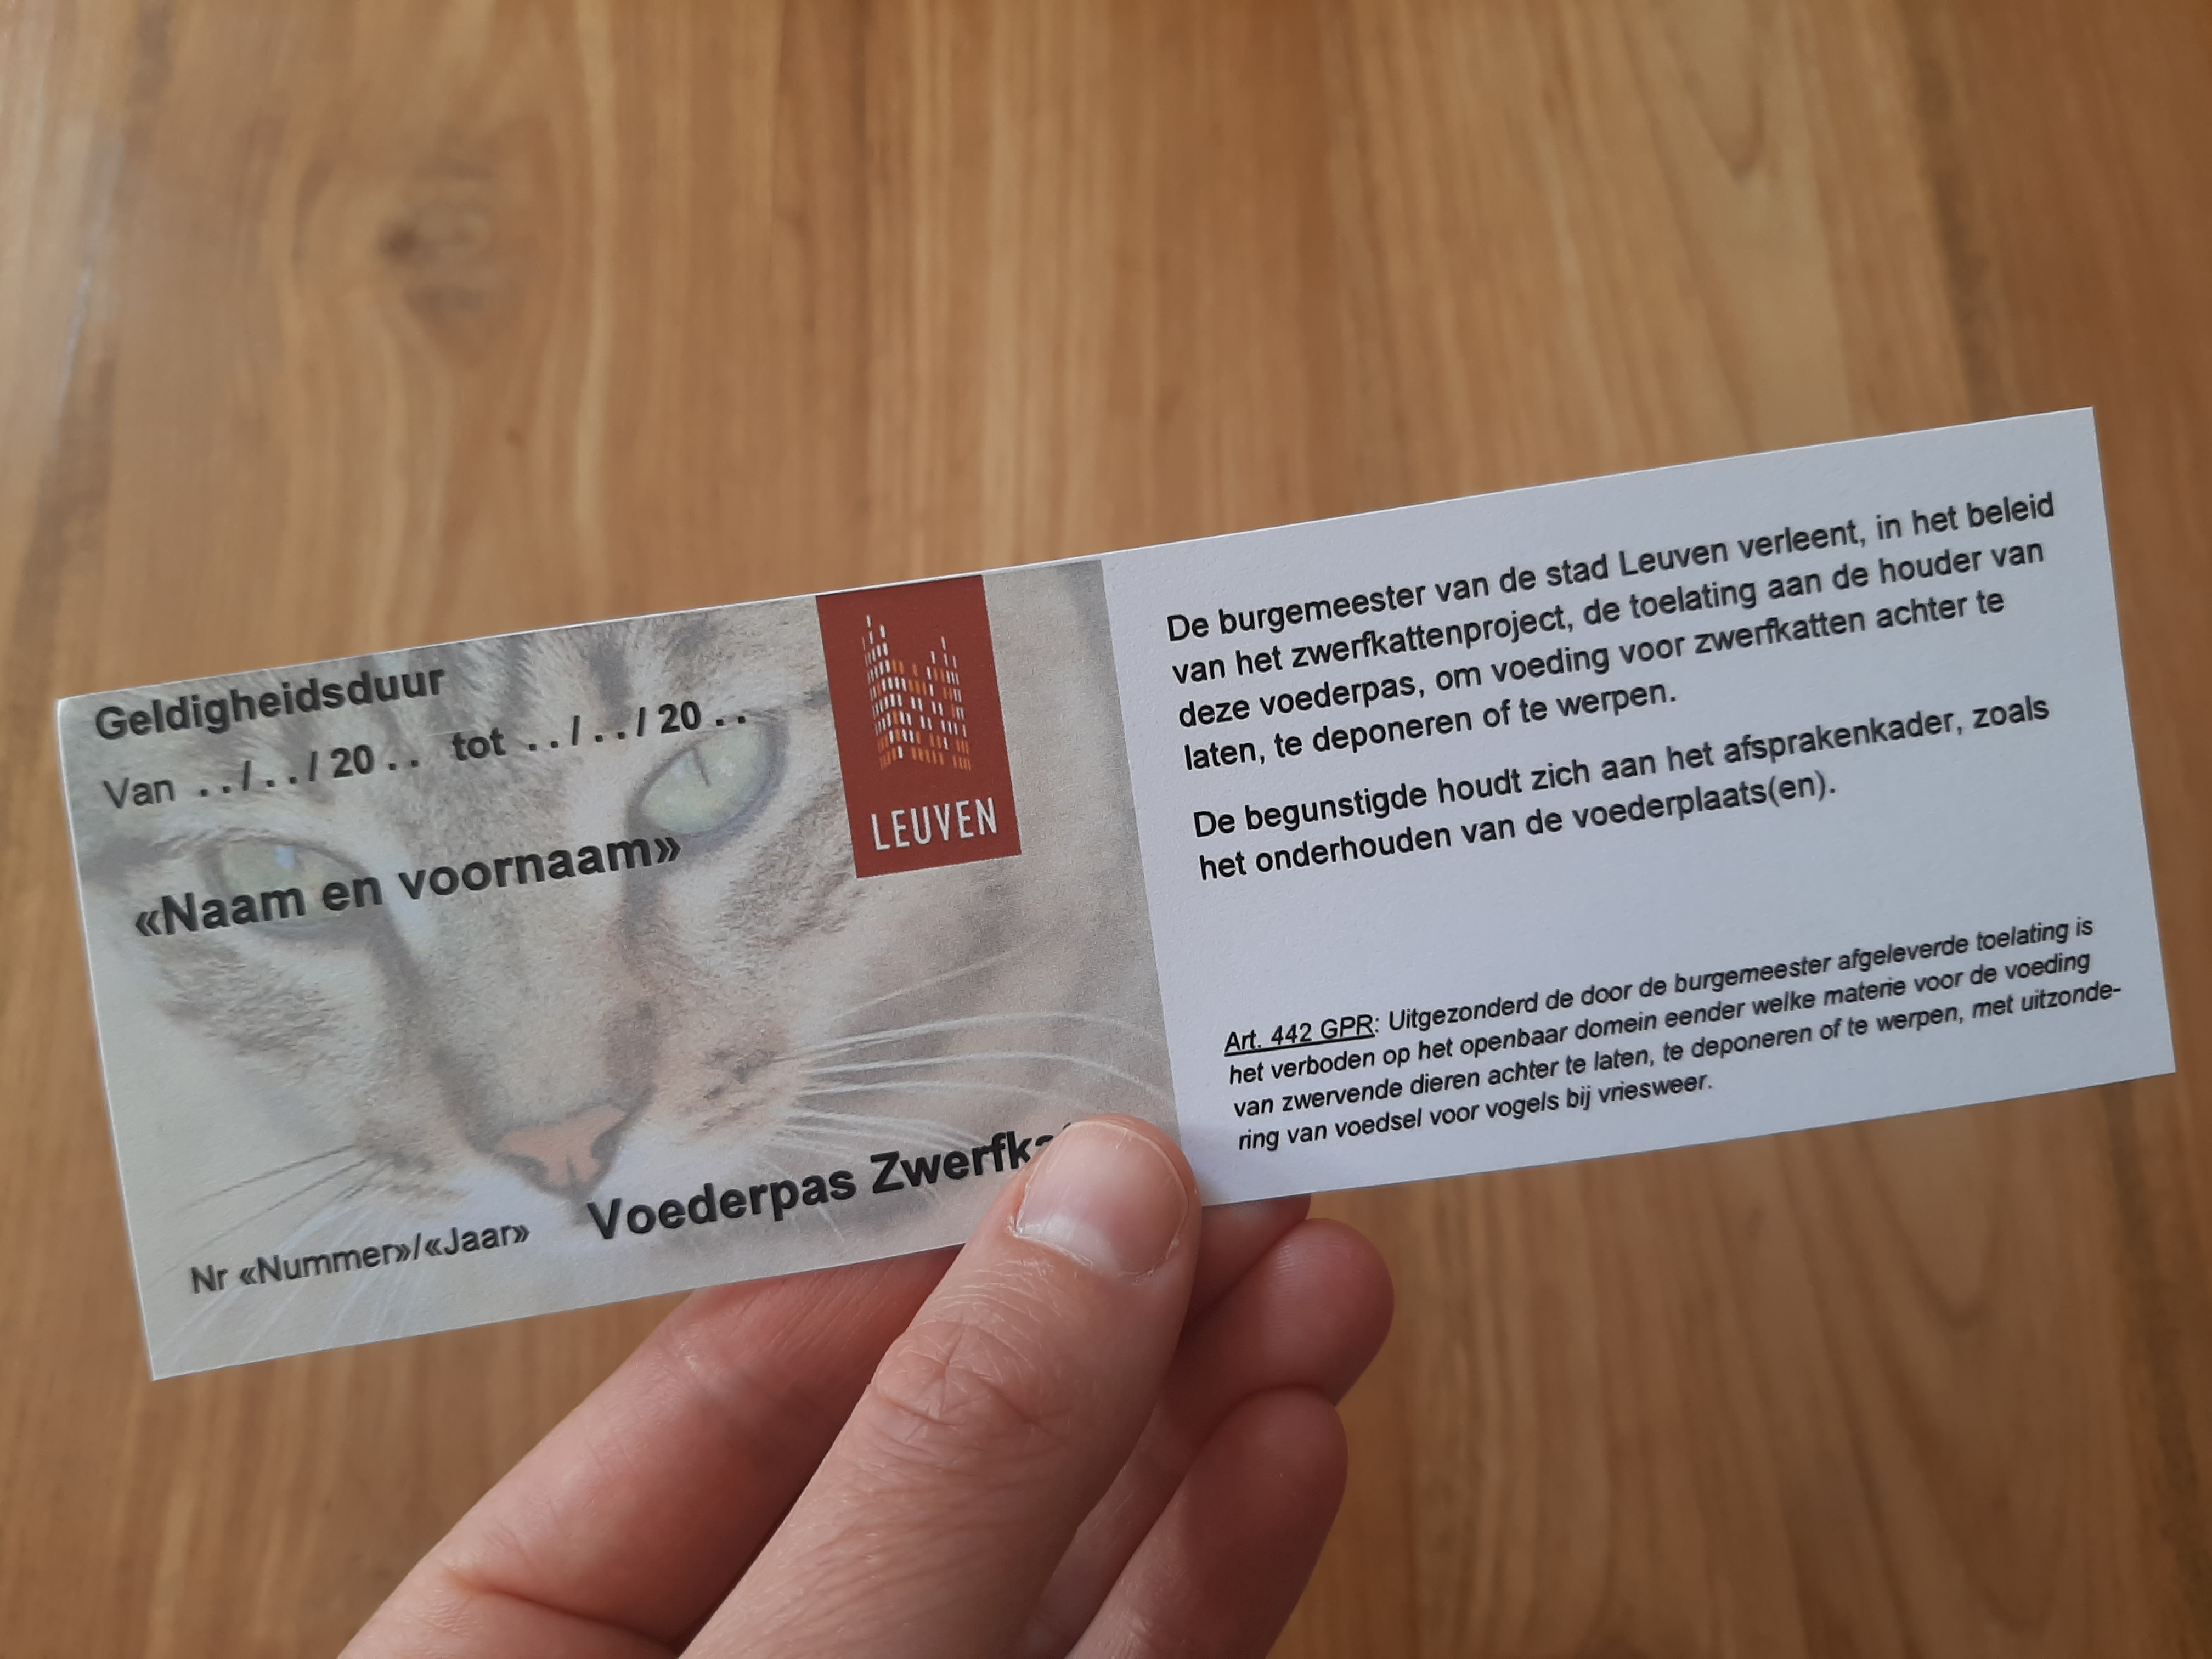 Geldigheidsduur
Van . . / . . / 20 . . tot . . / . . / 20 . .
«Naam en voornaam»
LEUVEN
Nr «Nummer»/«Jaar»
Voederpas
De burgemeester van de stad Leuven verleent, in het beleid
van het zwerfkattenproject, de toelating aan de houder van
deze voederpas, om voeding voor zwerfkatten achter te
laten, te deponeren of te werpen.
De begunstigde houdt zich aan het afsprakenkader, zoals
het onderhouden van de voederplaats(en).
Art. 442 GPR: Uitgezonderd de door de burgemeester afgeleverde toelating is
het verboden op het openbaar domein eender welke materie voor de voeding
van zwervende dieren achter te laten, te deponeren of te werpen, met uitzonde-
ring van voedsel voor vogels bij vriesweer.